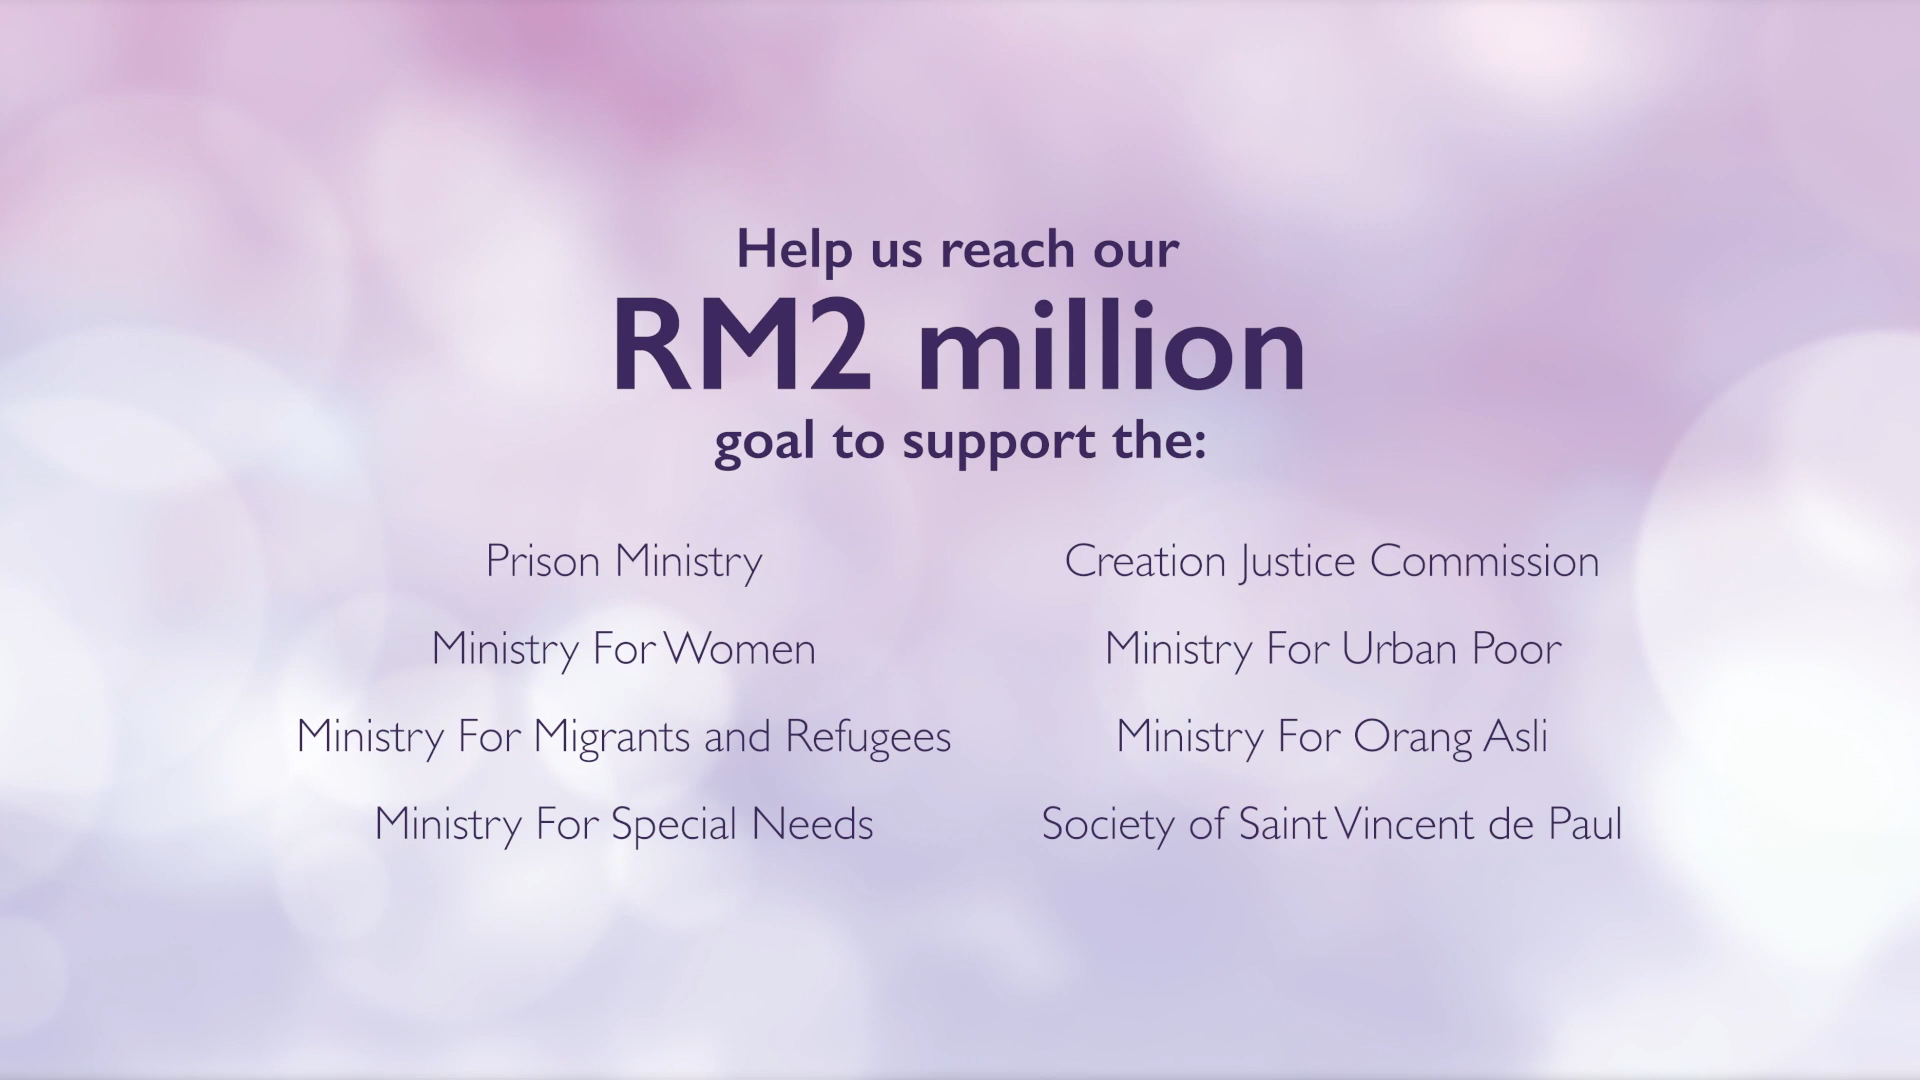 Help us reach our
RM2 million
goal to support the:
Prison Ministry
Ministry For Women
Ministry For Migrants and Refugees
Ministry For Special Needs
Creation Justice Commission
Ministry For Urban Poor
Ministry For Orang Asli
Society of Saint Vincent de Paul